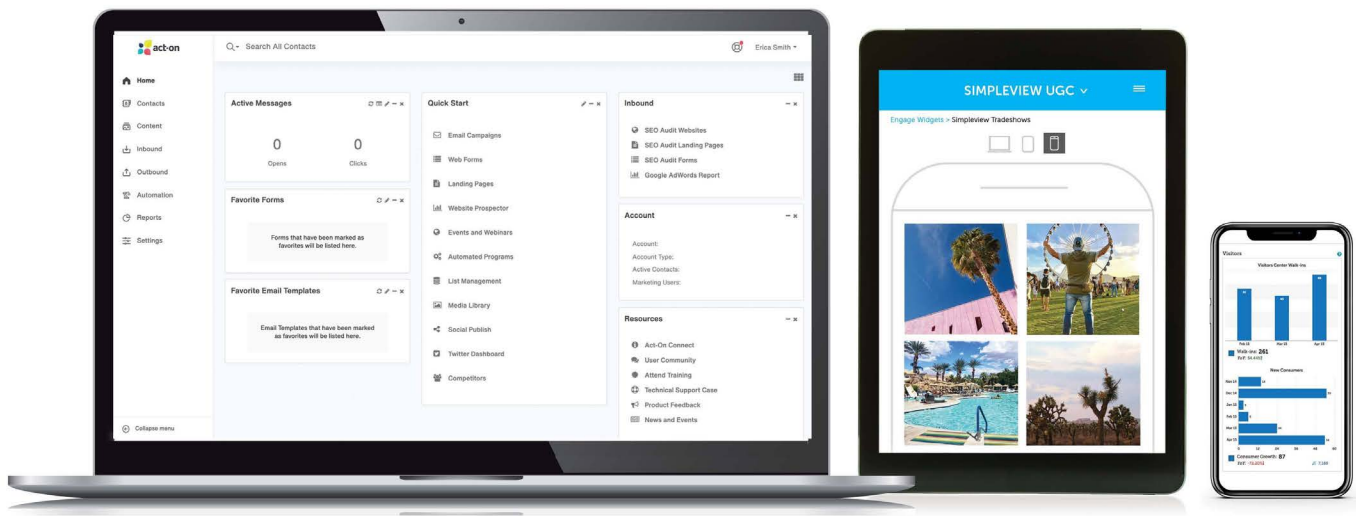 act-on
Search All Contacts
Erica Smith
Home
Contacts
Content
Inbound
Outbound
Automation
Reports
Settings
Collapse menu
Active Messages
0
0
Opens
Clicks
Favorite Forms
Forms that have been marked as
favorites will be listed here.
Favorite Email Templates
Email Templates that have been marked
as favorites will be listed here.
Quick Start
Email Campaigns
Web Forms
Landing Pages
Website Prospector
Events and Webinars
Automated Programs
List Management
Media Library
Social Publish
Twitter Dashboard
Competitors
Inbound
SEO Audit Websites
SEO Audit Landing Pages
SEO Audit Forms
Google AdWords Report
Account
Account:
Account Type:
Active Contacts:
Marketing Users:
Resources
Act-On Connect
User Community
Attend Training
Technical Support Case
Product Feedback
News and Events
SIMPLEVIEW UGC
Engage Widgets > Simpleview Tradeshows
Visitors
Visitors Center Walk-ins
Walk-ins: 261
New Consumers
0
Consumer Growth: 87